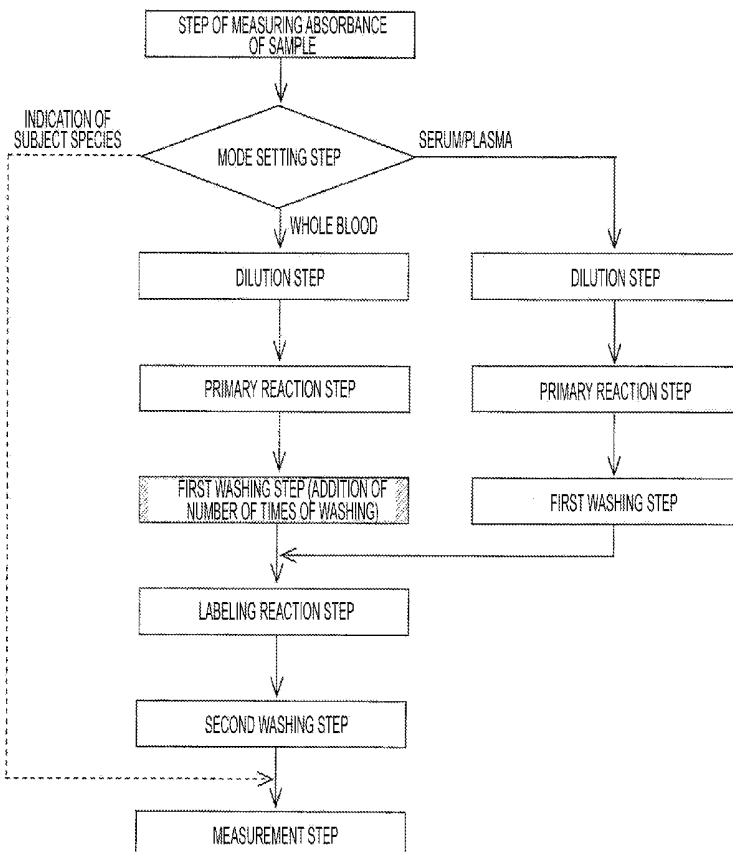 STEP OF MEASURING ABSORBANCE
OF SAMPLE
INDICATION OF
SUBJECT SPECIES
MODE SETTING STEP
SERUM/PLASMA
WHOLE BLOOD
DILUTION STEP
DILUTION STEP
PRIMARY REACTION STEP
PRIMARY REACTION STEP
FIRST WASHING STEP (ADDITION OF
NUMBER OF TIMES OF WASHING)
FIRST WASHING STEP
LABELING REACTION STEP
SECOND WASHING STEP
MEASUREMENT STEP